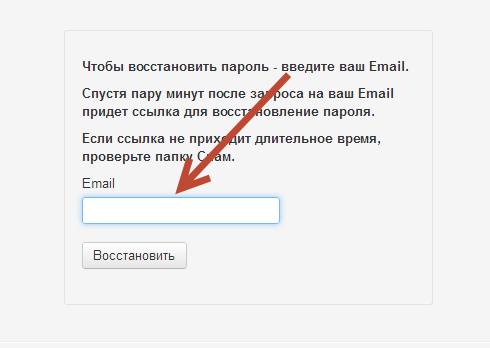 Чтобы восстановить пароль - введите ваш Email.
Спустя пару минут после запроса на ваш Email
придет ссылка для восстановление пароля.
Если ссылка не приходит длительное время,
проверьте папку Спам.
Email
Восстановить